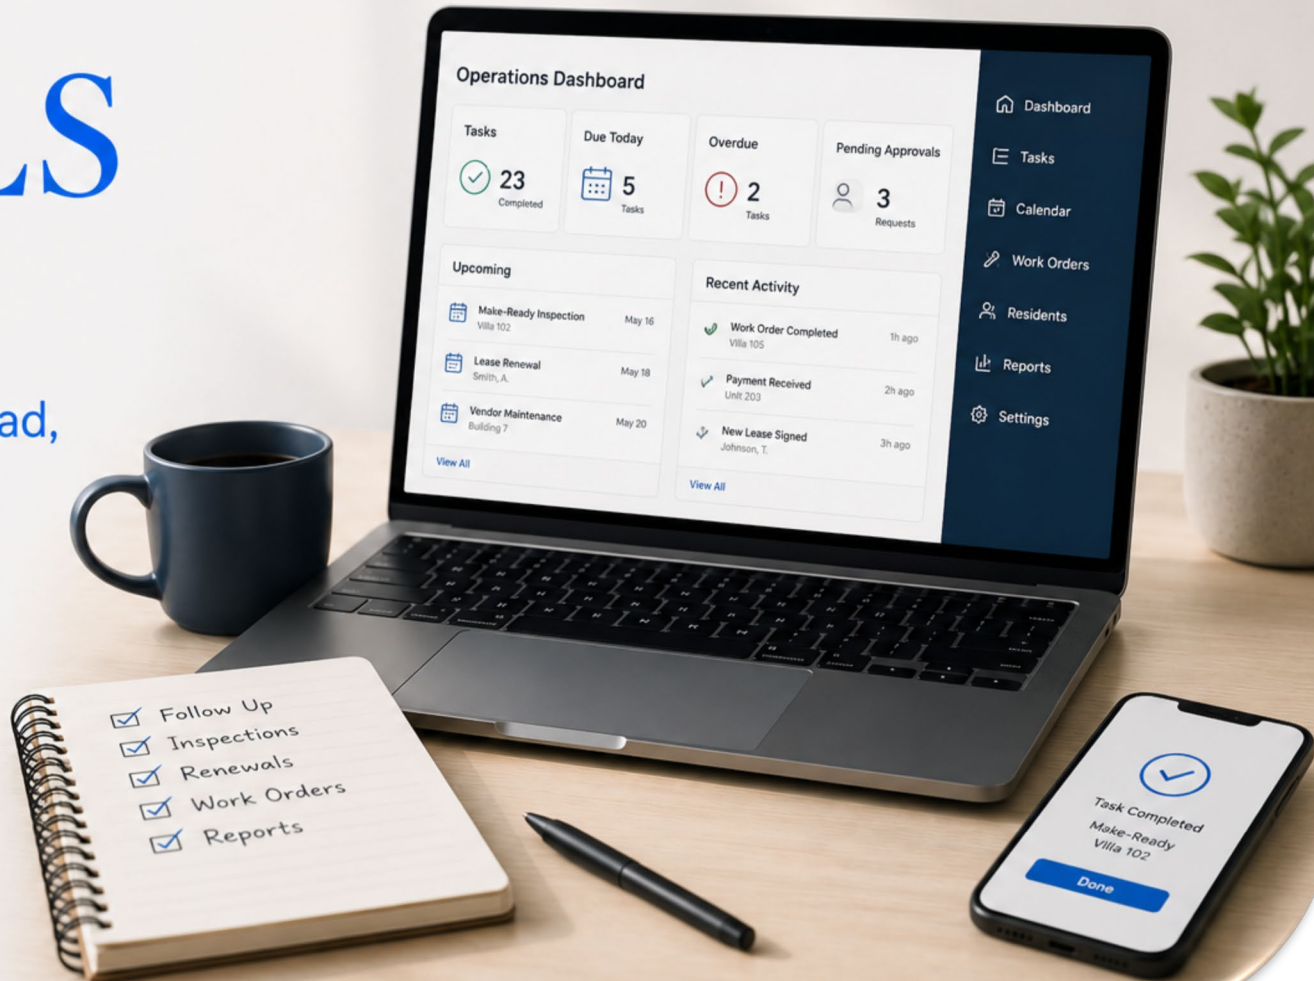 LS
ad,
Operations Dashboard
Tasks
23
Completed
Due Today
5
Tasks
Overdue
2
Tasks
Pending Approvals
3
Requests
Upcoming
Make-Ready Inspection
Villa 102
May 16
Lease Renewal
Smith, A.
May 18
Vendor Maintenance
Building 7
May 20
View All
Recent Activity
Work Order Completed
Villa 105
1h ago
Payment Received
Unit 203
2h ago
New Lease Signed
Johnson, T.
3h ago
View All
Dashboard
Tasks
Calendar
Work Orders
Residents
Reports
Settings
Follow Up
Inspections
Renewals
Work Orders
Reports
Task Completed
Make-Ready
Villa 102
Done